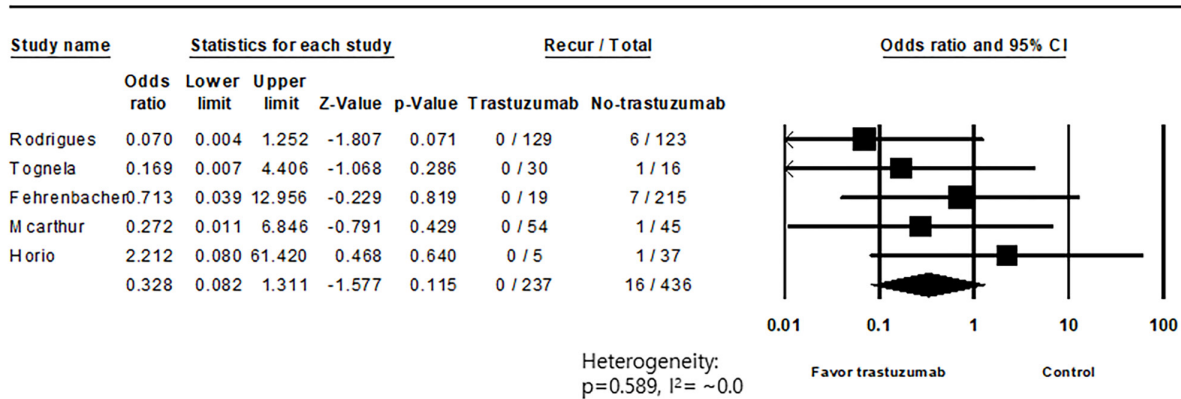 Study name Statistics for each study Recur / Total Odds ratio and 95% CI
Odds Lower Upper
ratio limit limit Z-Value p-Value Trastuzumab No-trastuzumab
Rodrigues 0.070 0.004 1.252 -1.807 0.071 0 / 129 6 / 123
Tognela 0.169 0.007 4.406 -1.068 0.286 0 / 30 1 / 16
Fehrenbacher 0.713 0.039 12.956 -0.229 0.819 0 / 19 7 / 215
Mcarthur 0.272 0.011 6.846 -0.791 0.429 0 / 54 1 / 45
Horio 2.212 0.080 61.420 0.468 0.640 0 / 5 1 / 37
0.328 0.082 1.311 -1.577 0.115 0 / 237 16 / 436
0.01 0.1 1 10 100
Favor trastuzumab Control
Heterogeneity:
p=0.589, I²= ~0.0